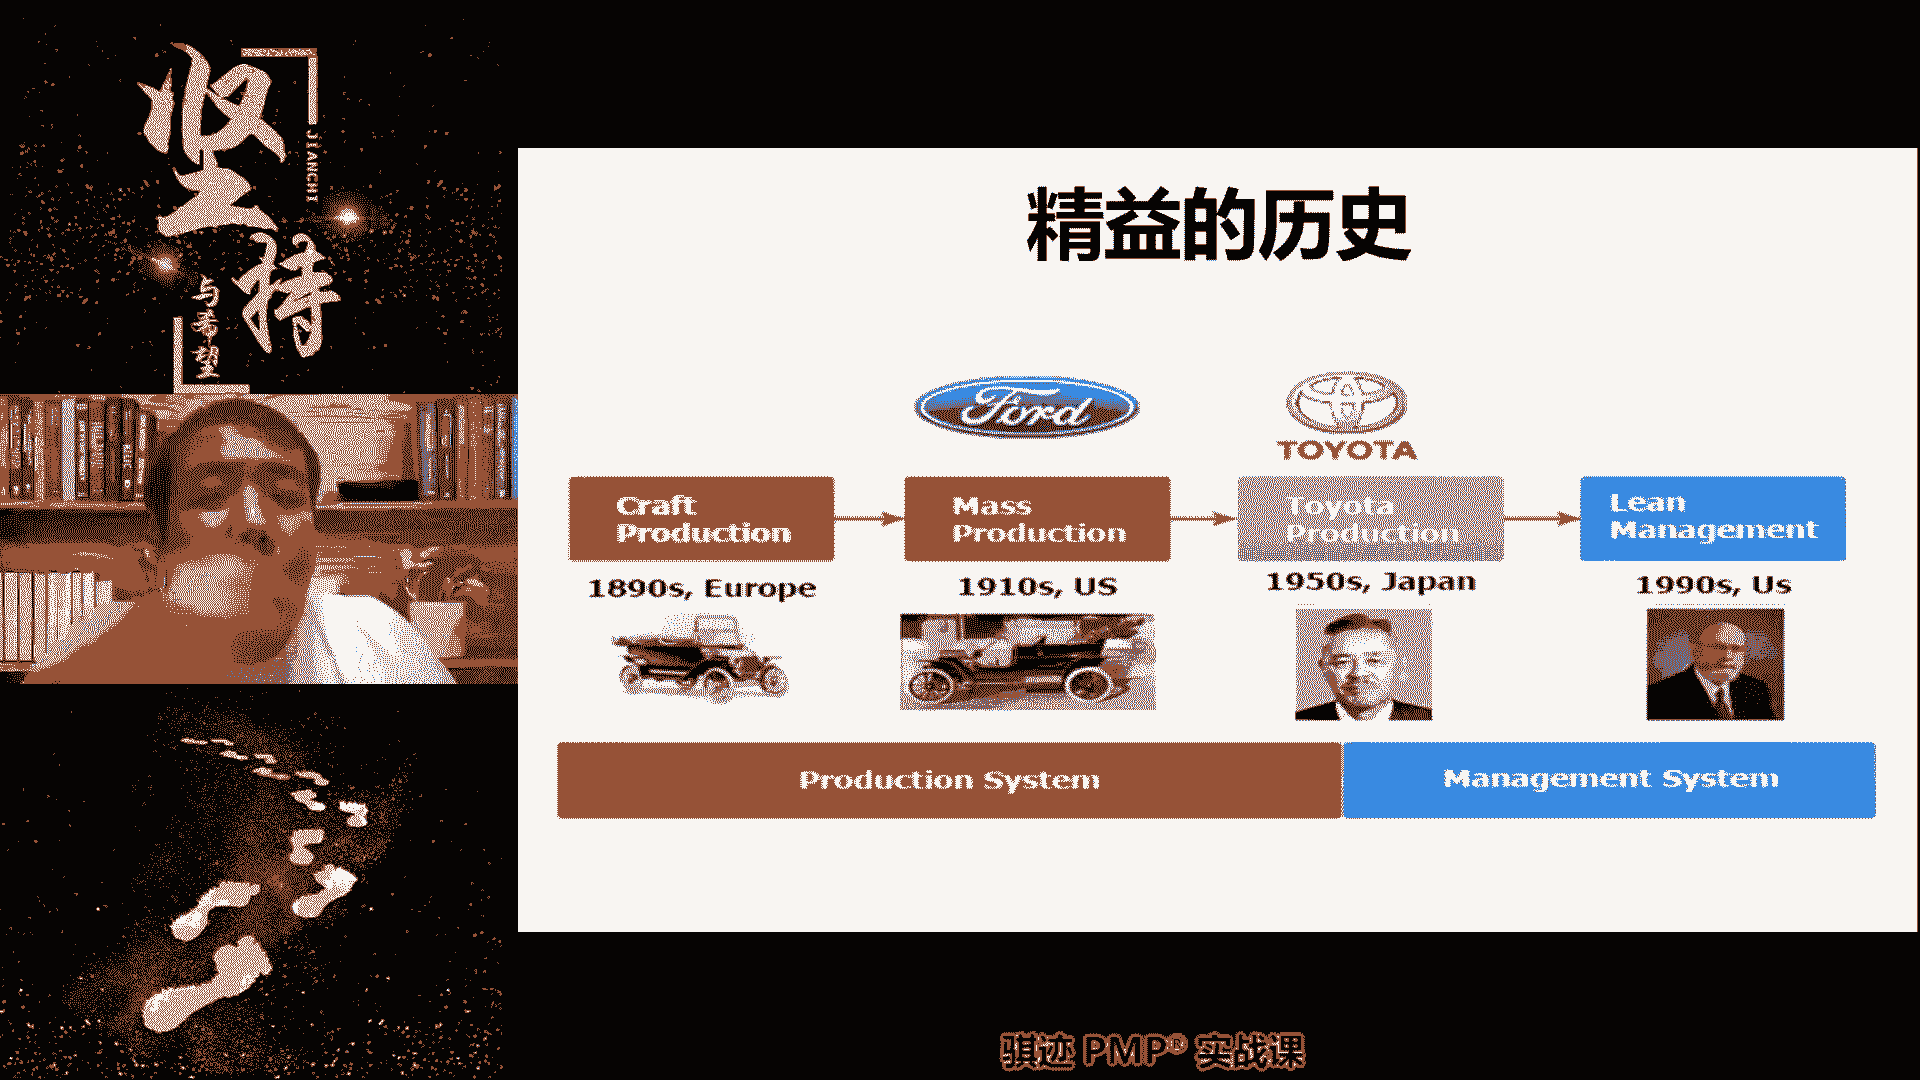 坚
持
JIANCHI
与希望
精益的历史
Ford
TOYOTA
Craft
Production
Mass
Production
Toyota
Production
Lean
Management
1890s, Europe
1910s, US
1950s, Japan
1990s, Us
Production System
Management System
骐迹 PMP® 实战课